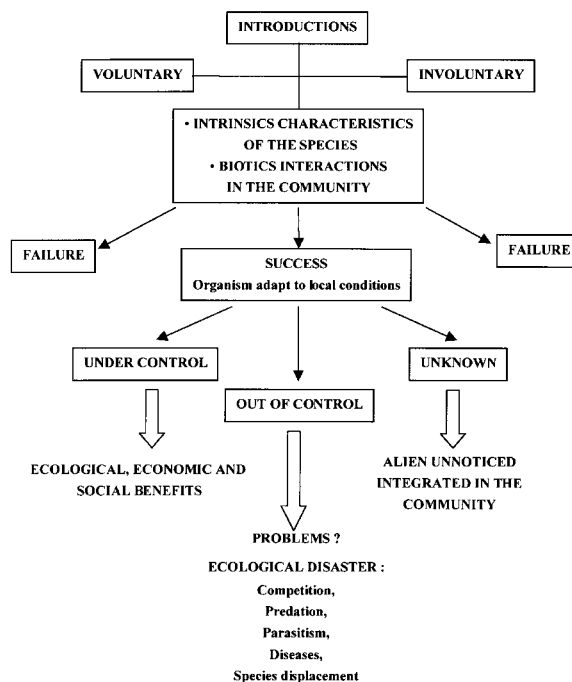 INTRODUCTIONS
VOLUNTARY
INVOLUNTARY
• INTRINSICS CHARACTERISTICS
OF THE SPECIES
• BIOTICS INTERACTIONS
IN THE COMMUNITY
FAILURE
FAILURE
SUCCESS
Organism adapt to local conditions
UNDER CONTROL
UNKNOWN
OUT OF CONTROL
ECOLOGICAL, ECONOMIC AND
SOCIAL BENEFITS
ALIEN UNNOTICED
INTEGRATED IN THE
COMMUNITY
PROBLEMS ?
ECOLOGICAL DISASTER :
Competition,
Predation,
Parasitism,
Diseases,
Species displacement